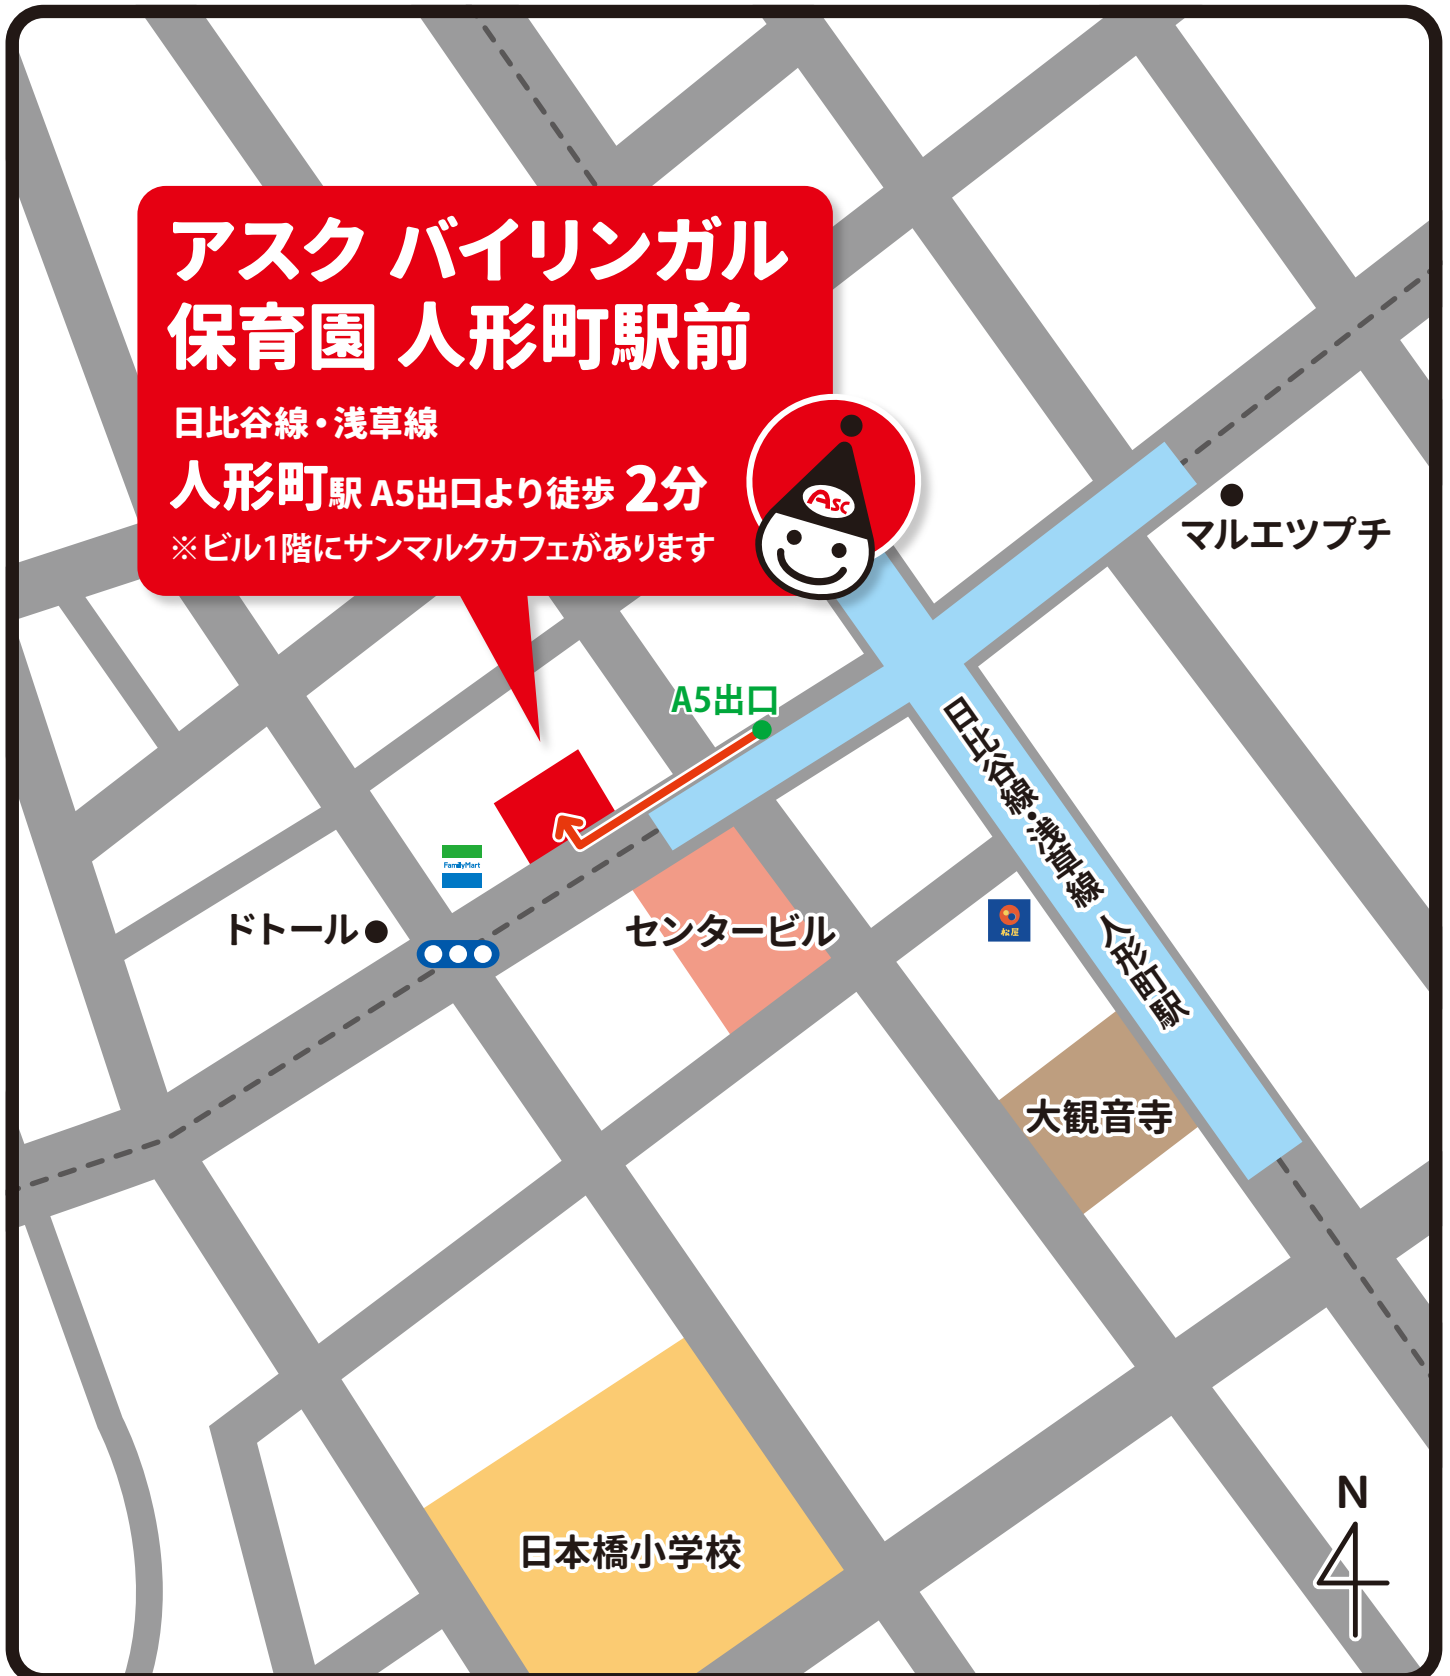 アスク バイリンガル
保育園 人形町駅前
日比谷線・浅草線
人形町駅 A5出口より徒歩 2分
※ビル1階にサンマルクカフェがあります
ASC
マルエツプチ
A5出口
日比谷線・浅草線 人形町駅
FamilyMart
ドトール
センタービル
松屋
大観音寺
日本橋小学校
N